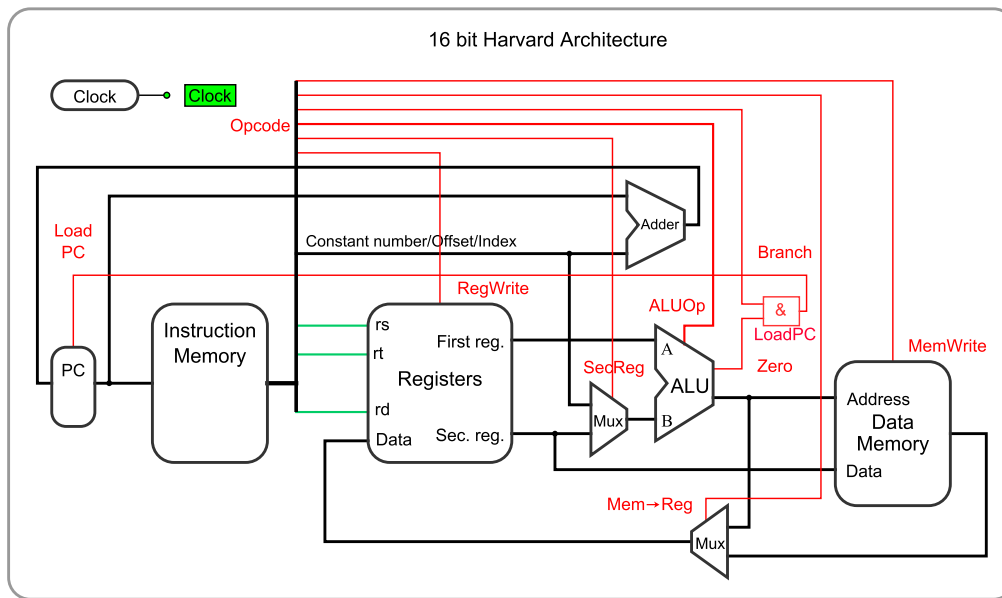 16 bit Harvard Architecture
Clock
Clock
Opcode
Adder
Load
PC
Constant number/Offset/Index
Branch
RegWrite
ALUOp
&
LoadPC
Instruction
Memory
rs
rt
rd
Data
First reg.
Registers
Sec. reg.
PC
SecReg
Mux
A
ALU
B
Zero
MemWrite
Address
Data
Memory
Data
Mem→Reg
Mux